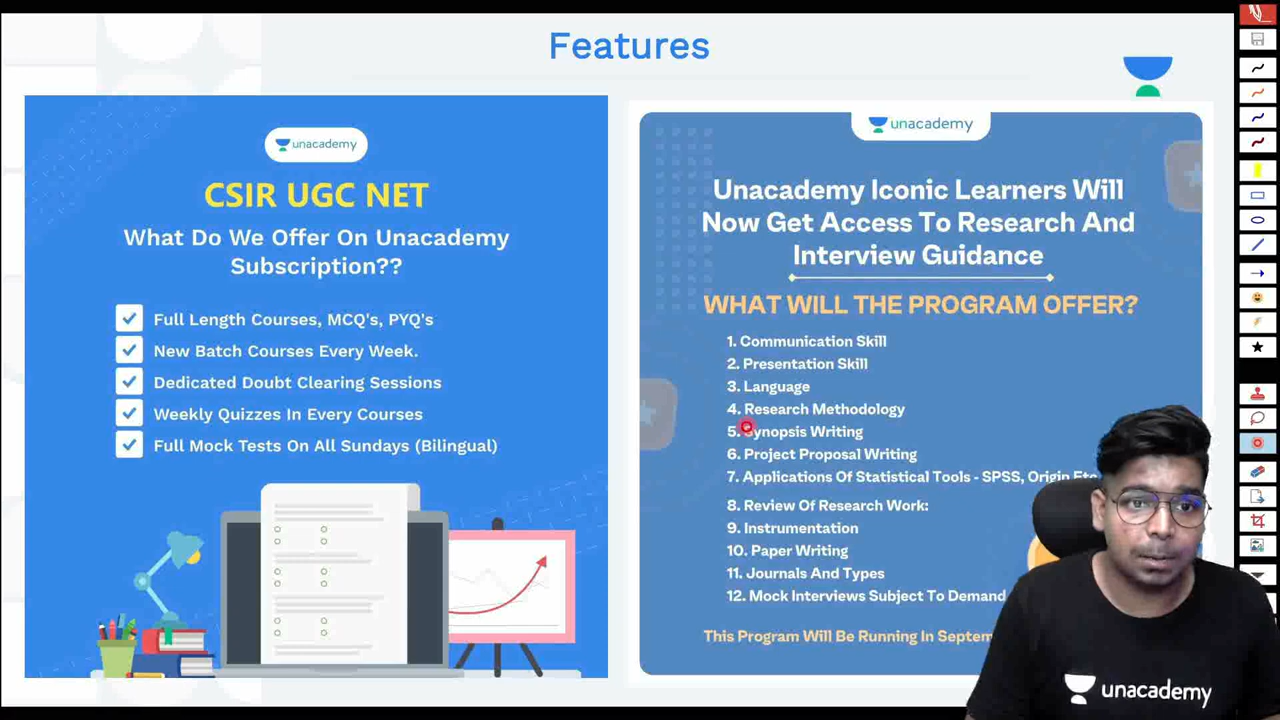 Features
unacademy
CSIR UGC NET
What Do We Offer On Unacademy
Subscription??
Full Length Courses, MCQ's, PYQ's
New Batch Courses Every Week.
Dedicated Doubt Clearing Sessions
Weekly Quizzes In Every Courses
Full Mock Tests On All Sundays (Bilingual)
unacademy
Unacademy Iconic Learners Will
Now Get Access To Research And
Interview Guidance
WHAT WILL THE PROGRAM OFFER?
1. Communication Skill
2. Presentation Skill
3. Language
4. Research Methodology
5. Synopsis Writing
6. Project Proposal Writing
7. Applications Of Statistical Tools - SPSS, Origin Etc
8. Review Of Research Work:
9. Instrumentation
10. Paper Writing
11. Journals And Types
12. Mock Interviews Subject To Demand
This Program Will Be Running In
unacademy